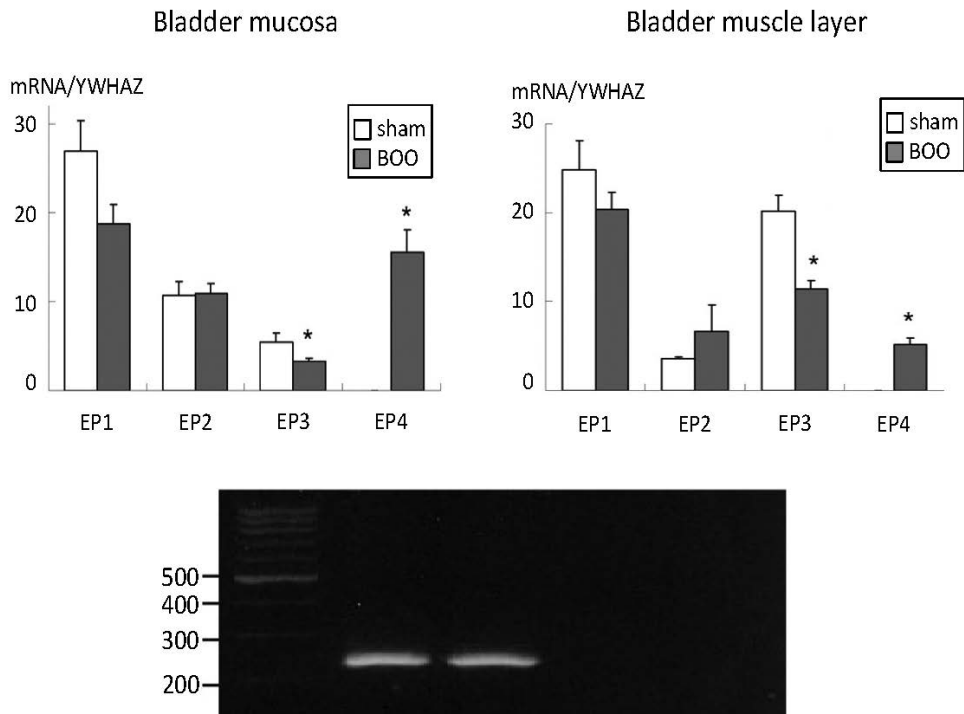 Bladder mucosa
mRNA/YWHAZ
30
20
10
0
sham
BOO
*
*
EP1 EP2 EP3 EP4
Bladder muscle layer
mRNA/YWHAZ
30
20
10
0
sham
BOO
*
*
EP1 EP2 EP3 EP4
500
400
300
200